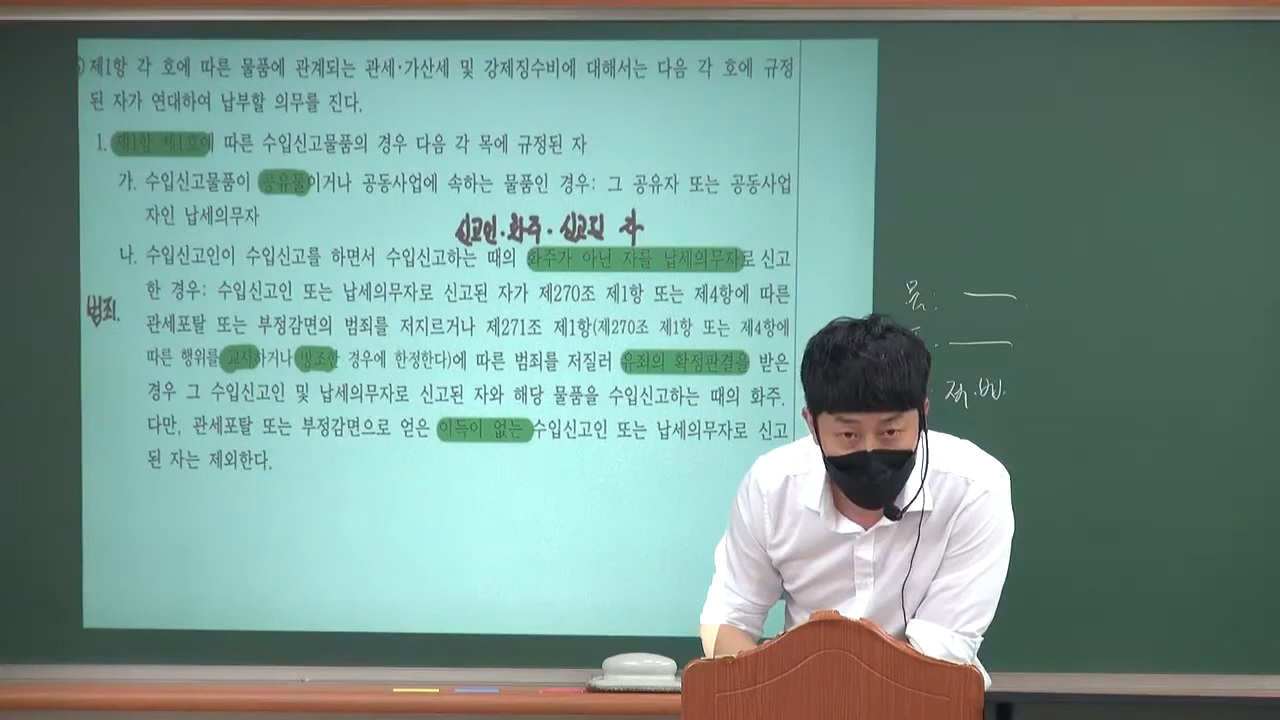 제1항 각 호에 따른 물품에 관계되는 관세·가산세 및 강제징수비에 대해서는 다음 각 호에 규정
된 자가 연대하여 납부할 의무를 진다.
1. 제1항 제1호에 따른 수입신고물품의 경우 다음 각 목에 규정된 자
가. 수입신고물품이 공유물이거나 공동사업에 속하는 물품인 경우: 그 공유자 또는 공동사업
자인 납세의무자
신고인·화주·신고된 자
나. 수입신고인이 수입신고를 하면서 수입신고하는 때의 화주가 아닌 자를 납세의무자로 신고
한 경우: 수입신고인 또는 납세의무자로 신고된 자가 제270조 제1항 또는 제4항에 따른
범죄.
관세포탈 또는 부정감면의 범죄를 저지르거나 제271조 제1항(제270조 제1항 또는 제4항에
따른 행위를 교사하거나 방조한 경우에 한정한다)에 따른 범죄를 저질러 유죄의 확정판결을 받은
경우 그 수입신고인 및 납세의무자로 신고된 자와 해당 물품을 수입신고하는 때의 화주.
다만, 관세포탈 또는 부정감면으로 얻은 이득이 없는 수입신고인 또는 납세의무자로 신고
된 자는 제외한다.